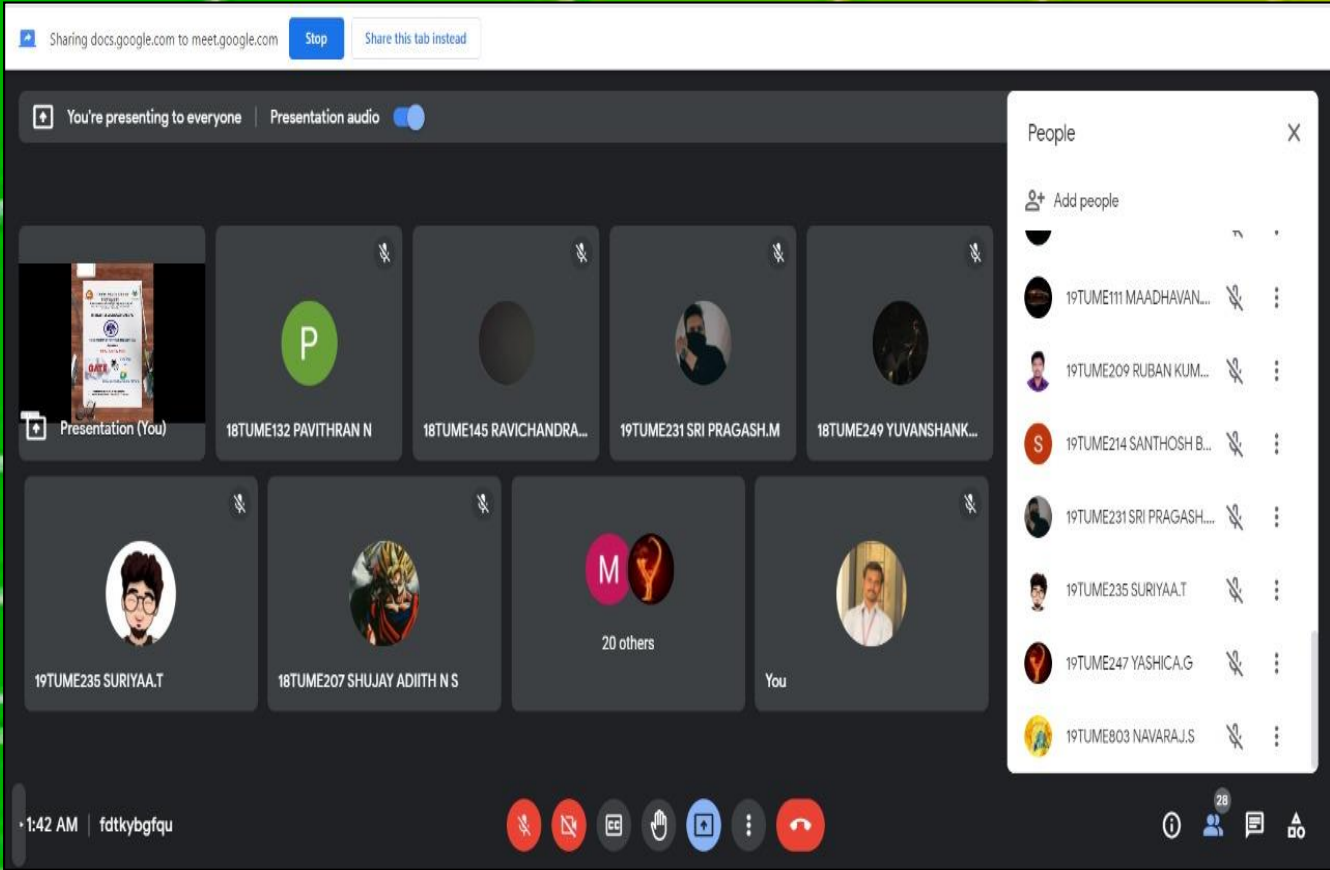 Sharing docs.google.com to meet.google.com Stop Share this tab instead
You're presenting to everyone | Presentation audio
Presentation (You)
P
18TUME132 PAVITHRAN N
18TUME145 RAVICHANDRA...
19TUME231 SRI PRAGASH.M
18TUME249 YUVANSHANK...
19TUME235 SURIYAA.T
18TUME207 SHUJAY ADIITH N S
M
20 others
You
People
Add people
19TUME111 MAADHAVAN....
19TUME209 RUBAN KUM...
S 19TUME214 SANTHOSH B...
19TUME231 SRI PRAGASH....
19TUME235 SURIYAA.T
19TUME247 YASHICA.G
19TUME803 NAVARAJ.S
1:42 AM | fdtkybgfqu
CC
28
GATE